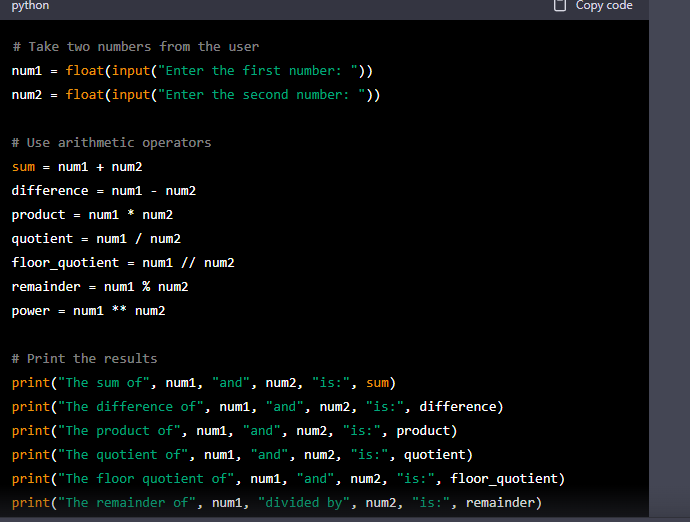 python
Copy code
# Take two numbers from the user
num1 = float(input("Enter the first number: "))
num2 = float(input("Enter the second number: "))
# Use arithmetic operators
sum = num1 + num2
difference = num1 - num2
product = num1 * num2
quotient = num1 / num2
floor_quotient = num1 // num2
remainder = num1 % num2
power = num1 ** num2
# Print the results
print("The sum of", num1, "and", num2, "is:", sum)
print("The difference of", num1, "and", num2, "is:", difference)
print("The product of", num1, "and", num2, "is:", product)
print("The quotient of", num1, "and", num2, "is:", quotient)
print("The floor quotient of", num1, "and", num2, "is:", floor_quotient)
print("The remainder of", num1, "divided by", num2, "is:", remainder)